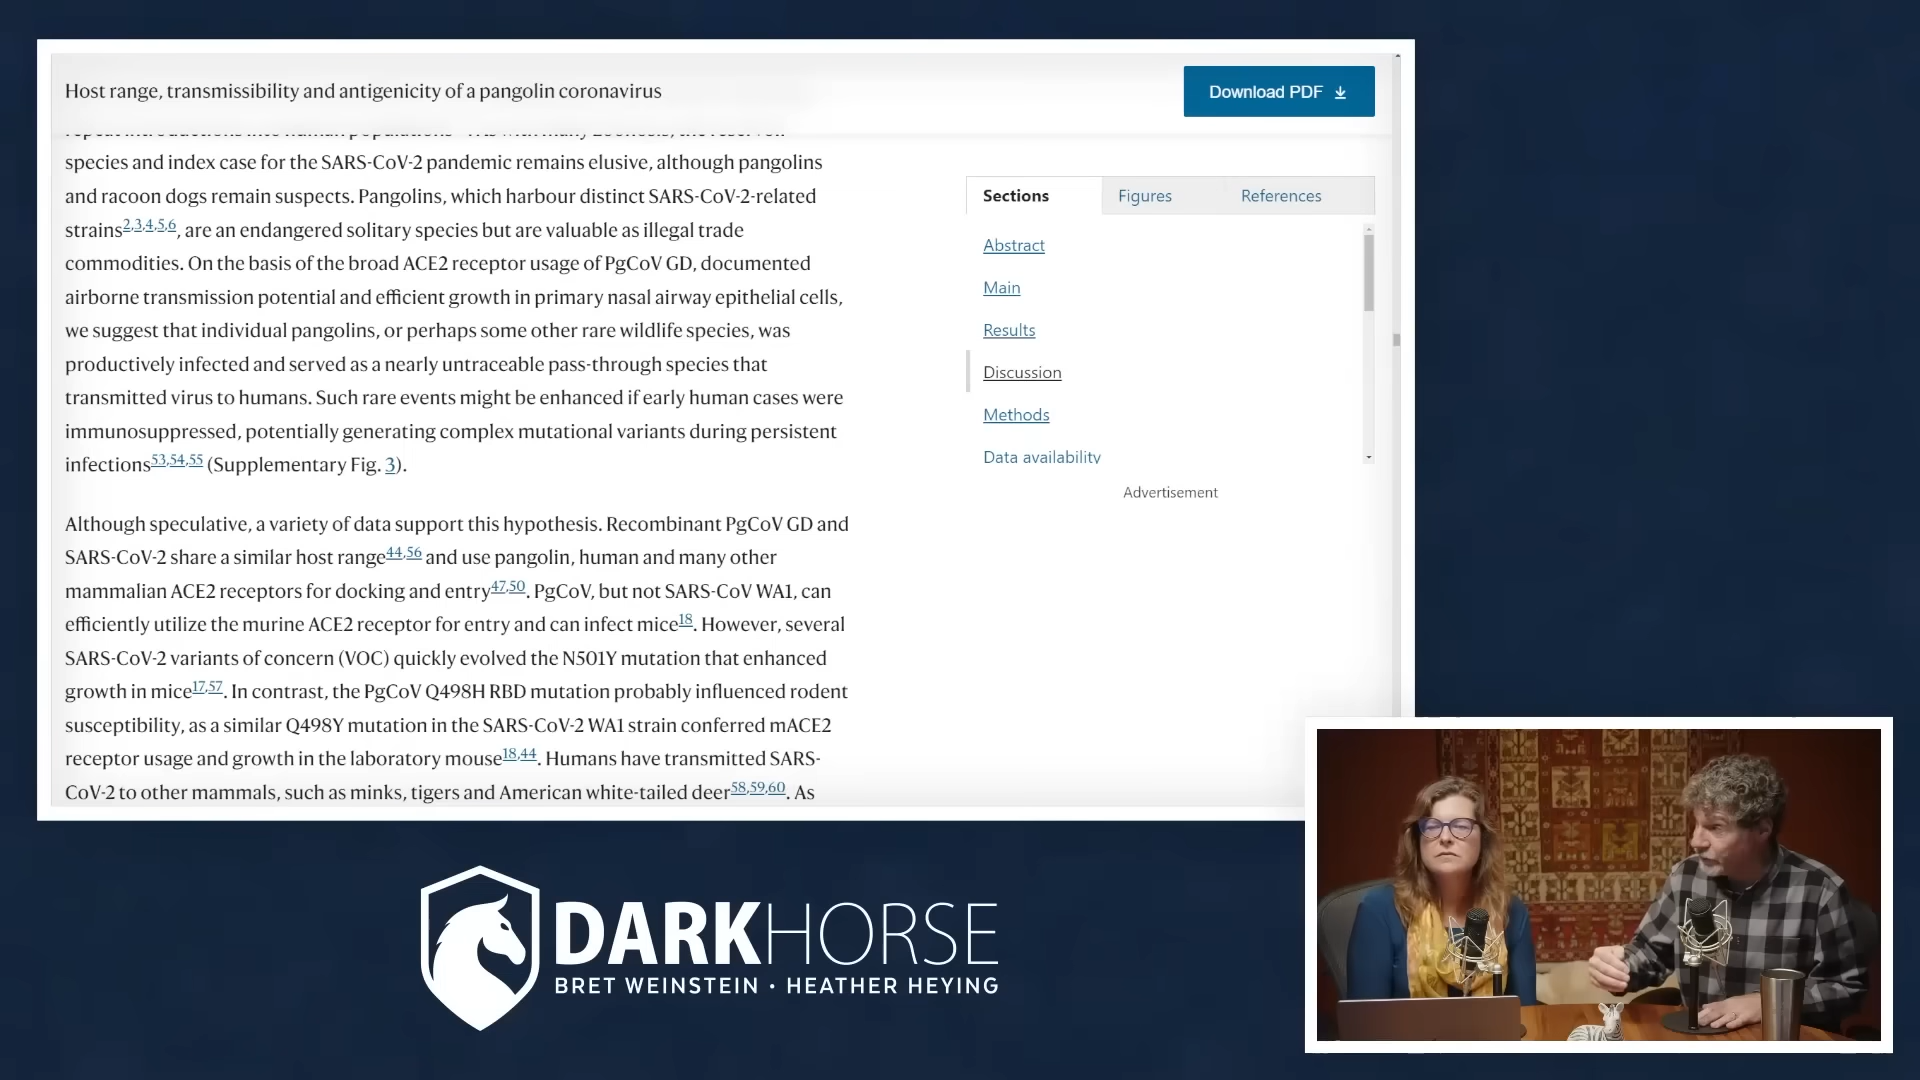 Host range, transmissibility and antigenicity of a pangolin coronavirus
Download PDF
species and index case for the SARS-CoV-2 pandemic remains elusive, although pangolins
and racoon dogs remain suspects. Pangolins, which harbour distinct SARS-CoV-2-related
strains2,3,4,5,6, are an endangered solitary species but are valuable as illegal trade
commodities. On the basis of the broad ACE2 receptor usage of PgCoV GD, documented
airborne transmission potential and efficient growth in primary nasal airway epithelial cells,
we suggest that individual pangolins, or perhaps some other rare wildlife species, was
productively infected and served as a nearly untraceable pass-through species that
transmitted virus to humans. Such rare events might be enhanced if early human cases were
immunosuppressed, potentially generating complex mutational variants during persistent
infections53,54,55 (Supplementary Fig. 3).
Although speculative, a variety of data support this hypothesis. Recombinant PgCoV GD and
SARS-CoV-2 share a similar host range44,56 and use pangolin, human and many other
mammalian ACE2 receptors for docking and entry47,50. PgCoV, but not SARS-CoV WA1, can
efficiently utilize the murine ACE2 receptor for entry and can infect mice18. However, several
SARS-CoV-2 variants of concern (VOC) quickly evolved the N501Y mutation that enhanced
growth in mice17,57. In contrast, the PgCoV Q498H RBD mutation probably influenced rodent
susceptibility, as a similar Q498Y mutation in the SARS-CoV-2 WA1 strain conferred mACE2
receptor usage and growth in the laboratory mouse18,44. Humans have transmitted SARS-
CoV-2 to other mammals, such as minks, tigers and American white-tailed deer58,59,60. As
Sections
Figures
References
Abstract
Main
Results
Discussion
Methods
Data availability
Advertisement
DARKHORSE
BRET WEINSTEIN • HEATHER HEYING